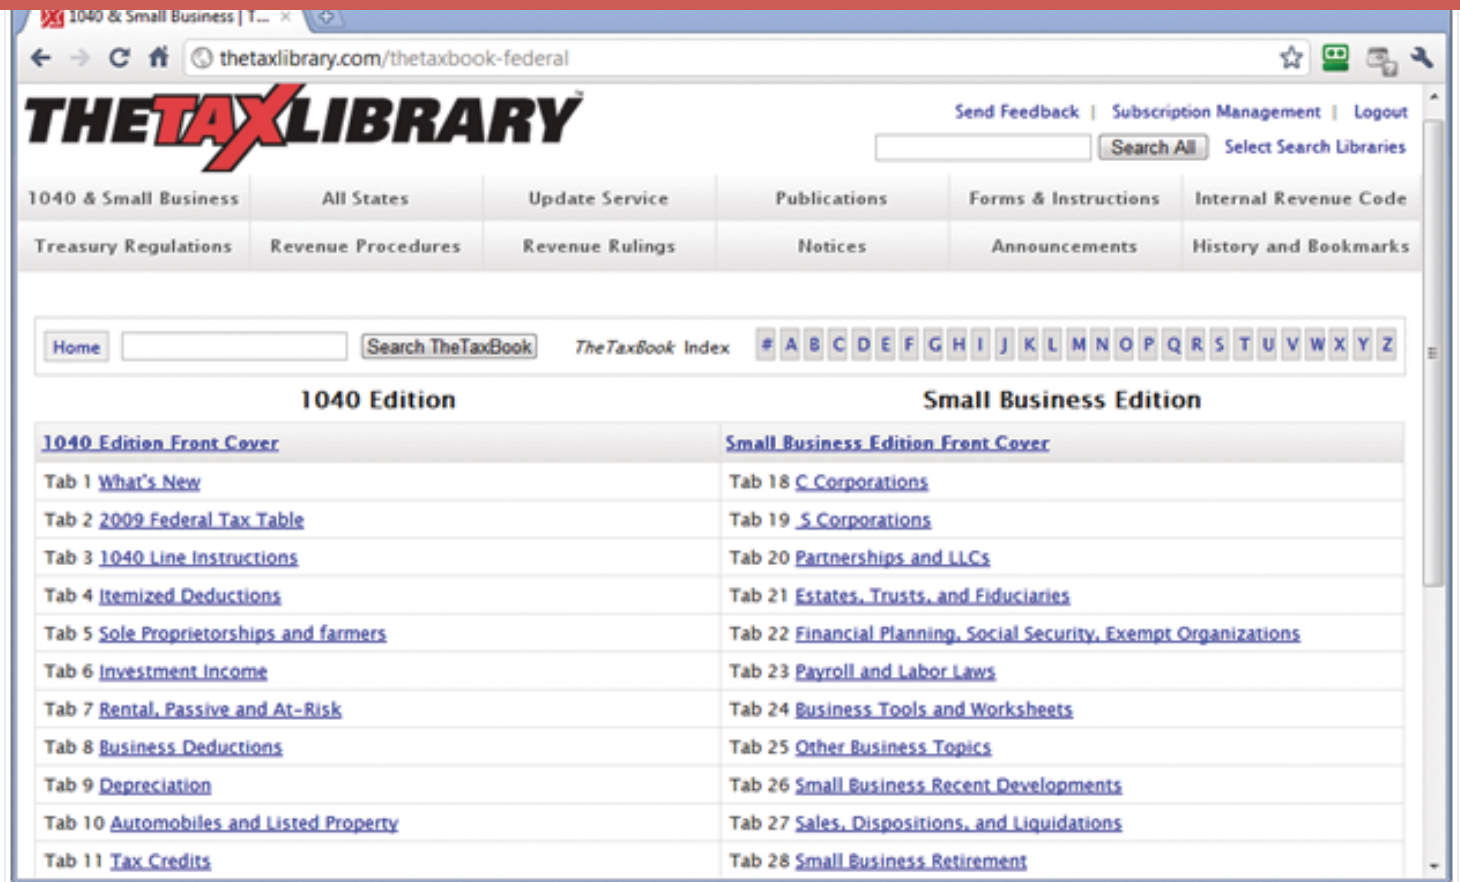 1040 & Small Business | T...
thetaxlibrary.com/thetaxbook-federal
THETAXLIBRARY™
Send Feedback | Subscription Management | Logout
Search All Select Search Libraries
1040 & Small Business All States Update Service Publications Forms & Instructions Internal Revenue Code
Treasury Regulations Revenue Procedures Revenue Rulings Notices Announcements History and Bookmarks
Home Search TheTaxBook TheTaxBook Index # A B C D E F G H I J K L M N O P Q R S T U V W X Y Z
1040 Edition Small Business Edition
1040 Edition Front Cover Small Business Edition Front Cover
Tab 1 What's New Tab 18 C Corporations
Tab 2 2009 Federal Tax Table Tab 19 S Corporations
Tab 3 1040 Line Instructions Tab 20 Partnerships and LLCs
Tab 4 Itemized Deductions Tab 21 Estates, Trusts, and Fiduciaries
Tab 5 Sole Proprietorships and farmers Tab 22 Financial Planning, Social Security, Exempt Organizations
Tab 6 Investment Income Tab 23 Payroll and Labor Laws
Tab 7 Rental, Passive and At-Risk Tab 24 Business Tools and Worksheets
Tab 8 Business Deductions Tab 25 Other Business Topics
Tab 9 Depreciation Tab 26 Small Business Recent Developments
Tab 10 Automobiles and Listed Property Tab 27 Sales, Dispositions, and Liquidations
Tab 11 Tax Credits Tab 28 Small Business Retirement